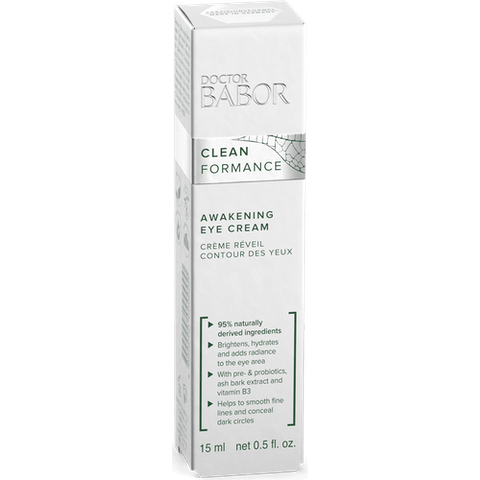 DOCTOR
BABOR
CLEAN
FORMANCE
AWAKENING
EYE CREAM
CRÈME RÉVEIL
CONTOUR DES YEUX
95% naturally
derived ingredients
Brightens, hydrates
and adds radiance
to the eye area
With pre- & probiotics,
ash bark extract and
vitamin B3
Helps to smooth fine
lines and conceal
dark circles
15 ml net 0.5 fl. oz.